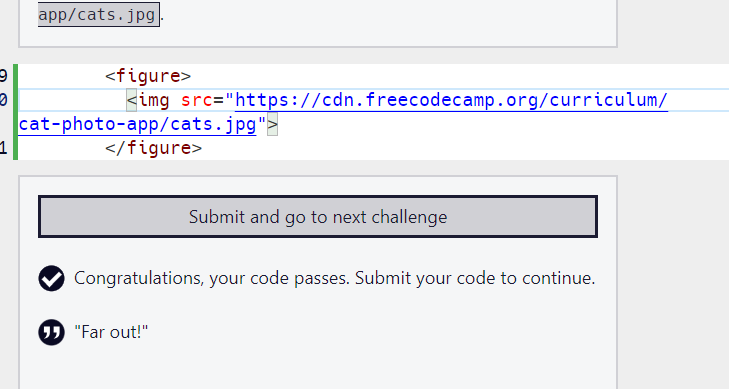 app/cats.jpg.
9 <figure>
0 <img src="https://cdn.freecodecamp.org/curriculum/
cat-photo-app/cats.jpg">
1 </figure>
Submit and go to next challenge
Congratulations, your code passes. Submit your code to continue.
"Far out!"